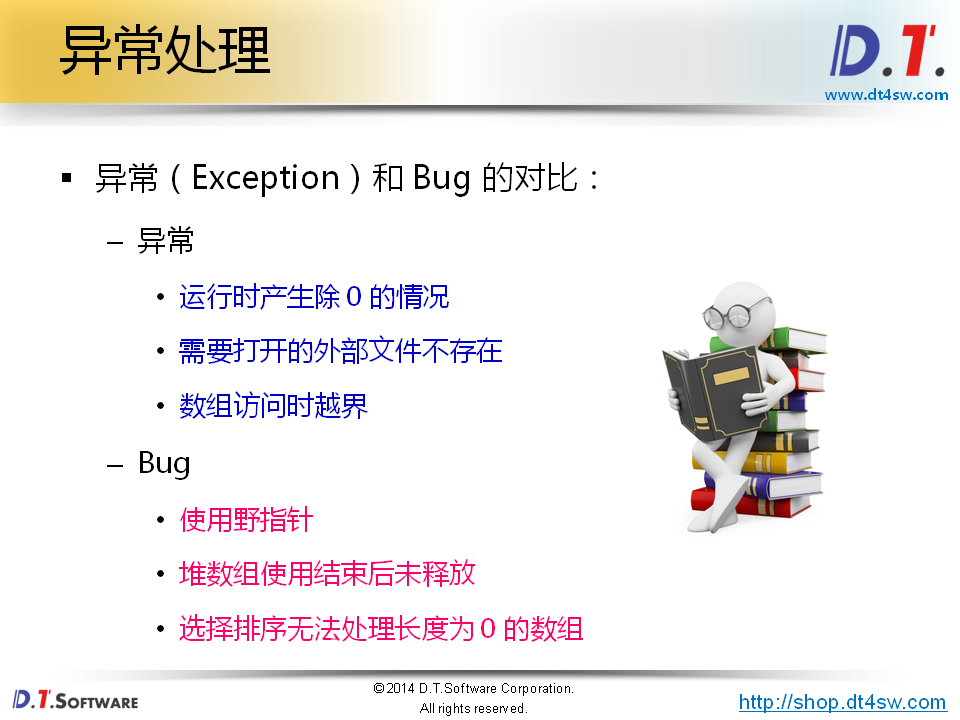 异常处理
D.T.
www.dt4sw.com
▪ 异常（Exception）和 Bug 的对比：
– 异常
• 运行时产生除 0 的情况
• 需要打开的外部文件不存在
• 数组访问时越界
– Bug
• 使用野指针
• 堆数组使用结束后未释放
• 选择排序无法处理长度为 0 的数组
D.T.SOFTWARE
©2014 D.T.Software Corporation.
All rights reserved.
http://shop.dt4sw.com